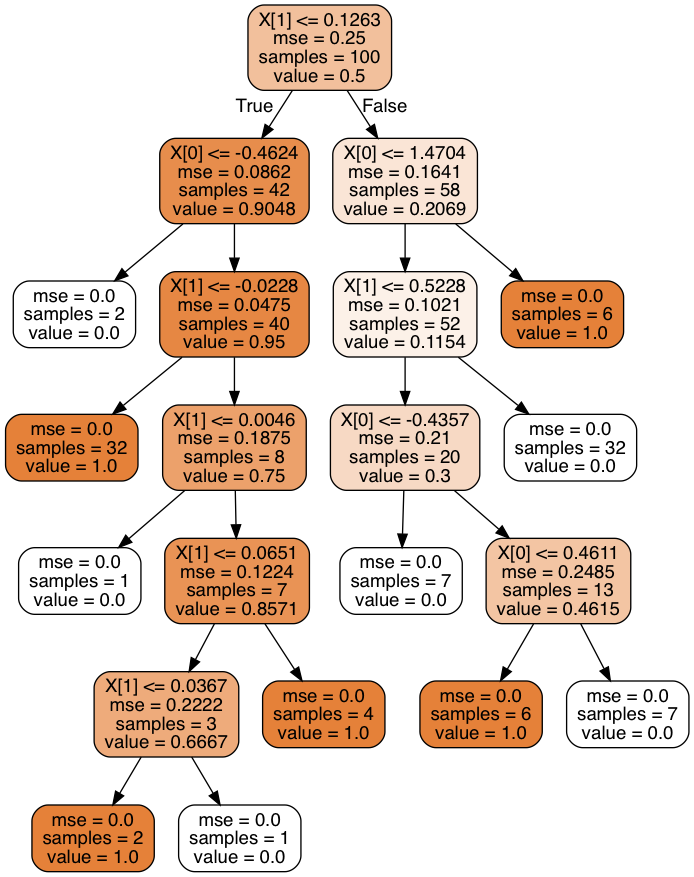 X[1] <= 0.1263
mse = 0.25
samples = 100
value = 0.5
True
False
X[0] <= -0.4624
mse = 0.0862
samples = 42
value = 0.9048
X[0] <= 1.4704
mse = 0.1641
samples = 58
value = 0.2069
mse = 0.0
samples = 2
value = 0.0
X[1] <= -0.0228
mse = 0.0475
samples = 40
value = 0.95
X[1] <= 0.5228
mse = 0.1021
samples = 52
value = 0.1154
mse = 0.0
samples = 6
value = 1.0
mse = 0.0
samples = 32
value = 1.0
X[1] <= 0.0046
mse = 0.1875
samples = 8
value = 0.75
X[0] <= -0.4357
mse = 0.21
samples = 20
value = 0.3
mse = 0.0
samples = 32
value = 0.0
mse = 0.0
samples = 1
value = 0.0
X[1] <= 0.0651
mse = 0.1224
samples = 7
value = 0.8571
mse = 0.0
samples = 7
value = 0.0
X[0] <= 0.4611
mse = 0.2485
samples = 13
value = 0.4615
X[1] <= 0.0367
mse = 0.2222
samples = 3
value = 0.6667
mse = 0.0
samples = 4
value = 1.0
mse = 0.0
samples = 6
value = 1.0
mse = 0.0
samples = 7
value = 0.0
mse = 0.0
samples = 2
value = 1.0
mse = 0.0
samples = 1
value = 0.0